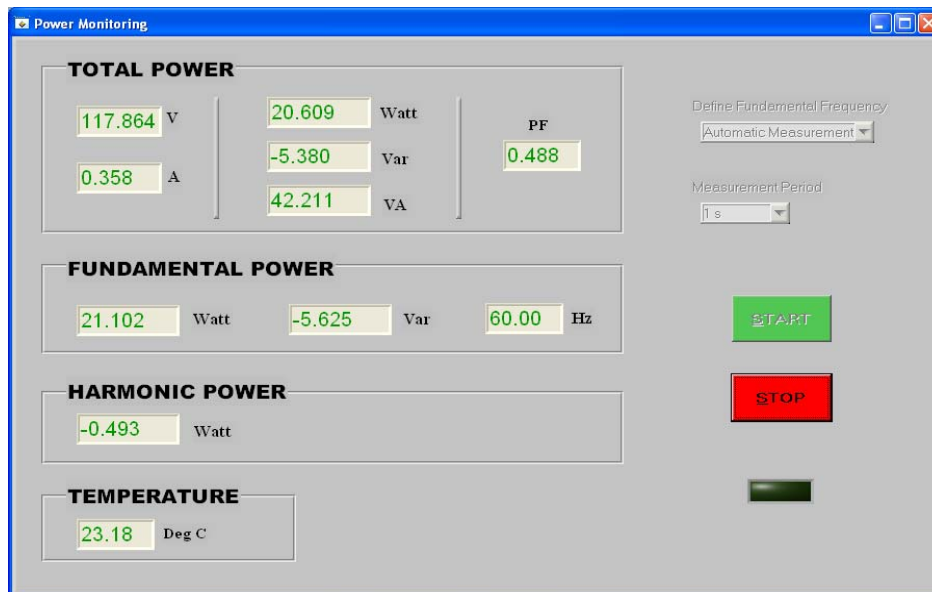 Power Monitoring
TOTAL POWER
117.864 V
0.358 A
20.609 Watt
-5.380 Var
42.211 VA
PF
0.488
Define Fundamental Frequency
Automatic Measurement
Measurement Period
1 s
FUNDAMENTAL POWER
21.102 Watt
-5.625 Var
60.00 Hz
START
STOP
HARMONIC POWER
-0.493 Watt
TEMPERATURE
23.18 Deg C